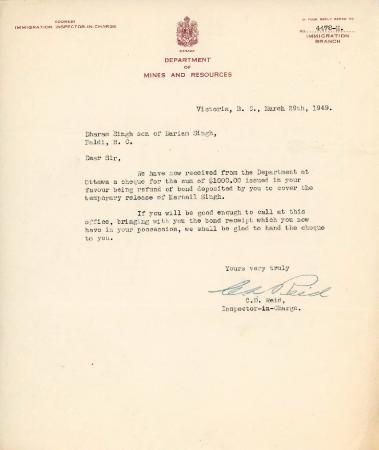 ADDRESS
IMMIGRATION INSPECTOR-IN-CHARGE
CANADA
IN YOUR REPLY REFER TO
No. 4478-H.
IMMIGRATION
BRANCH
DEPARTMENT
OF
MINES AND RESOURCES
Victoria, B. C., March 29th, 1949.
Dharam Singh son of Hariam Singh,
Paldi, B. C.
Dear Sir,
We have now received from the Department at
Ottawa a cheque for the sum of $1000.00 issued in your
favour being refund of bond deposited by you to cover the
temporary release of Karnail Singh.
If you will be good enough to call at this
office, bringing with you the bond receipt which you now
have in your possession, we shall be glad to hand the cheque
to you.
Yours very truly
C.D. Reid,
Inspector-in-Charge.